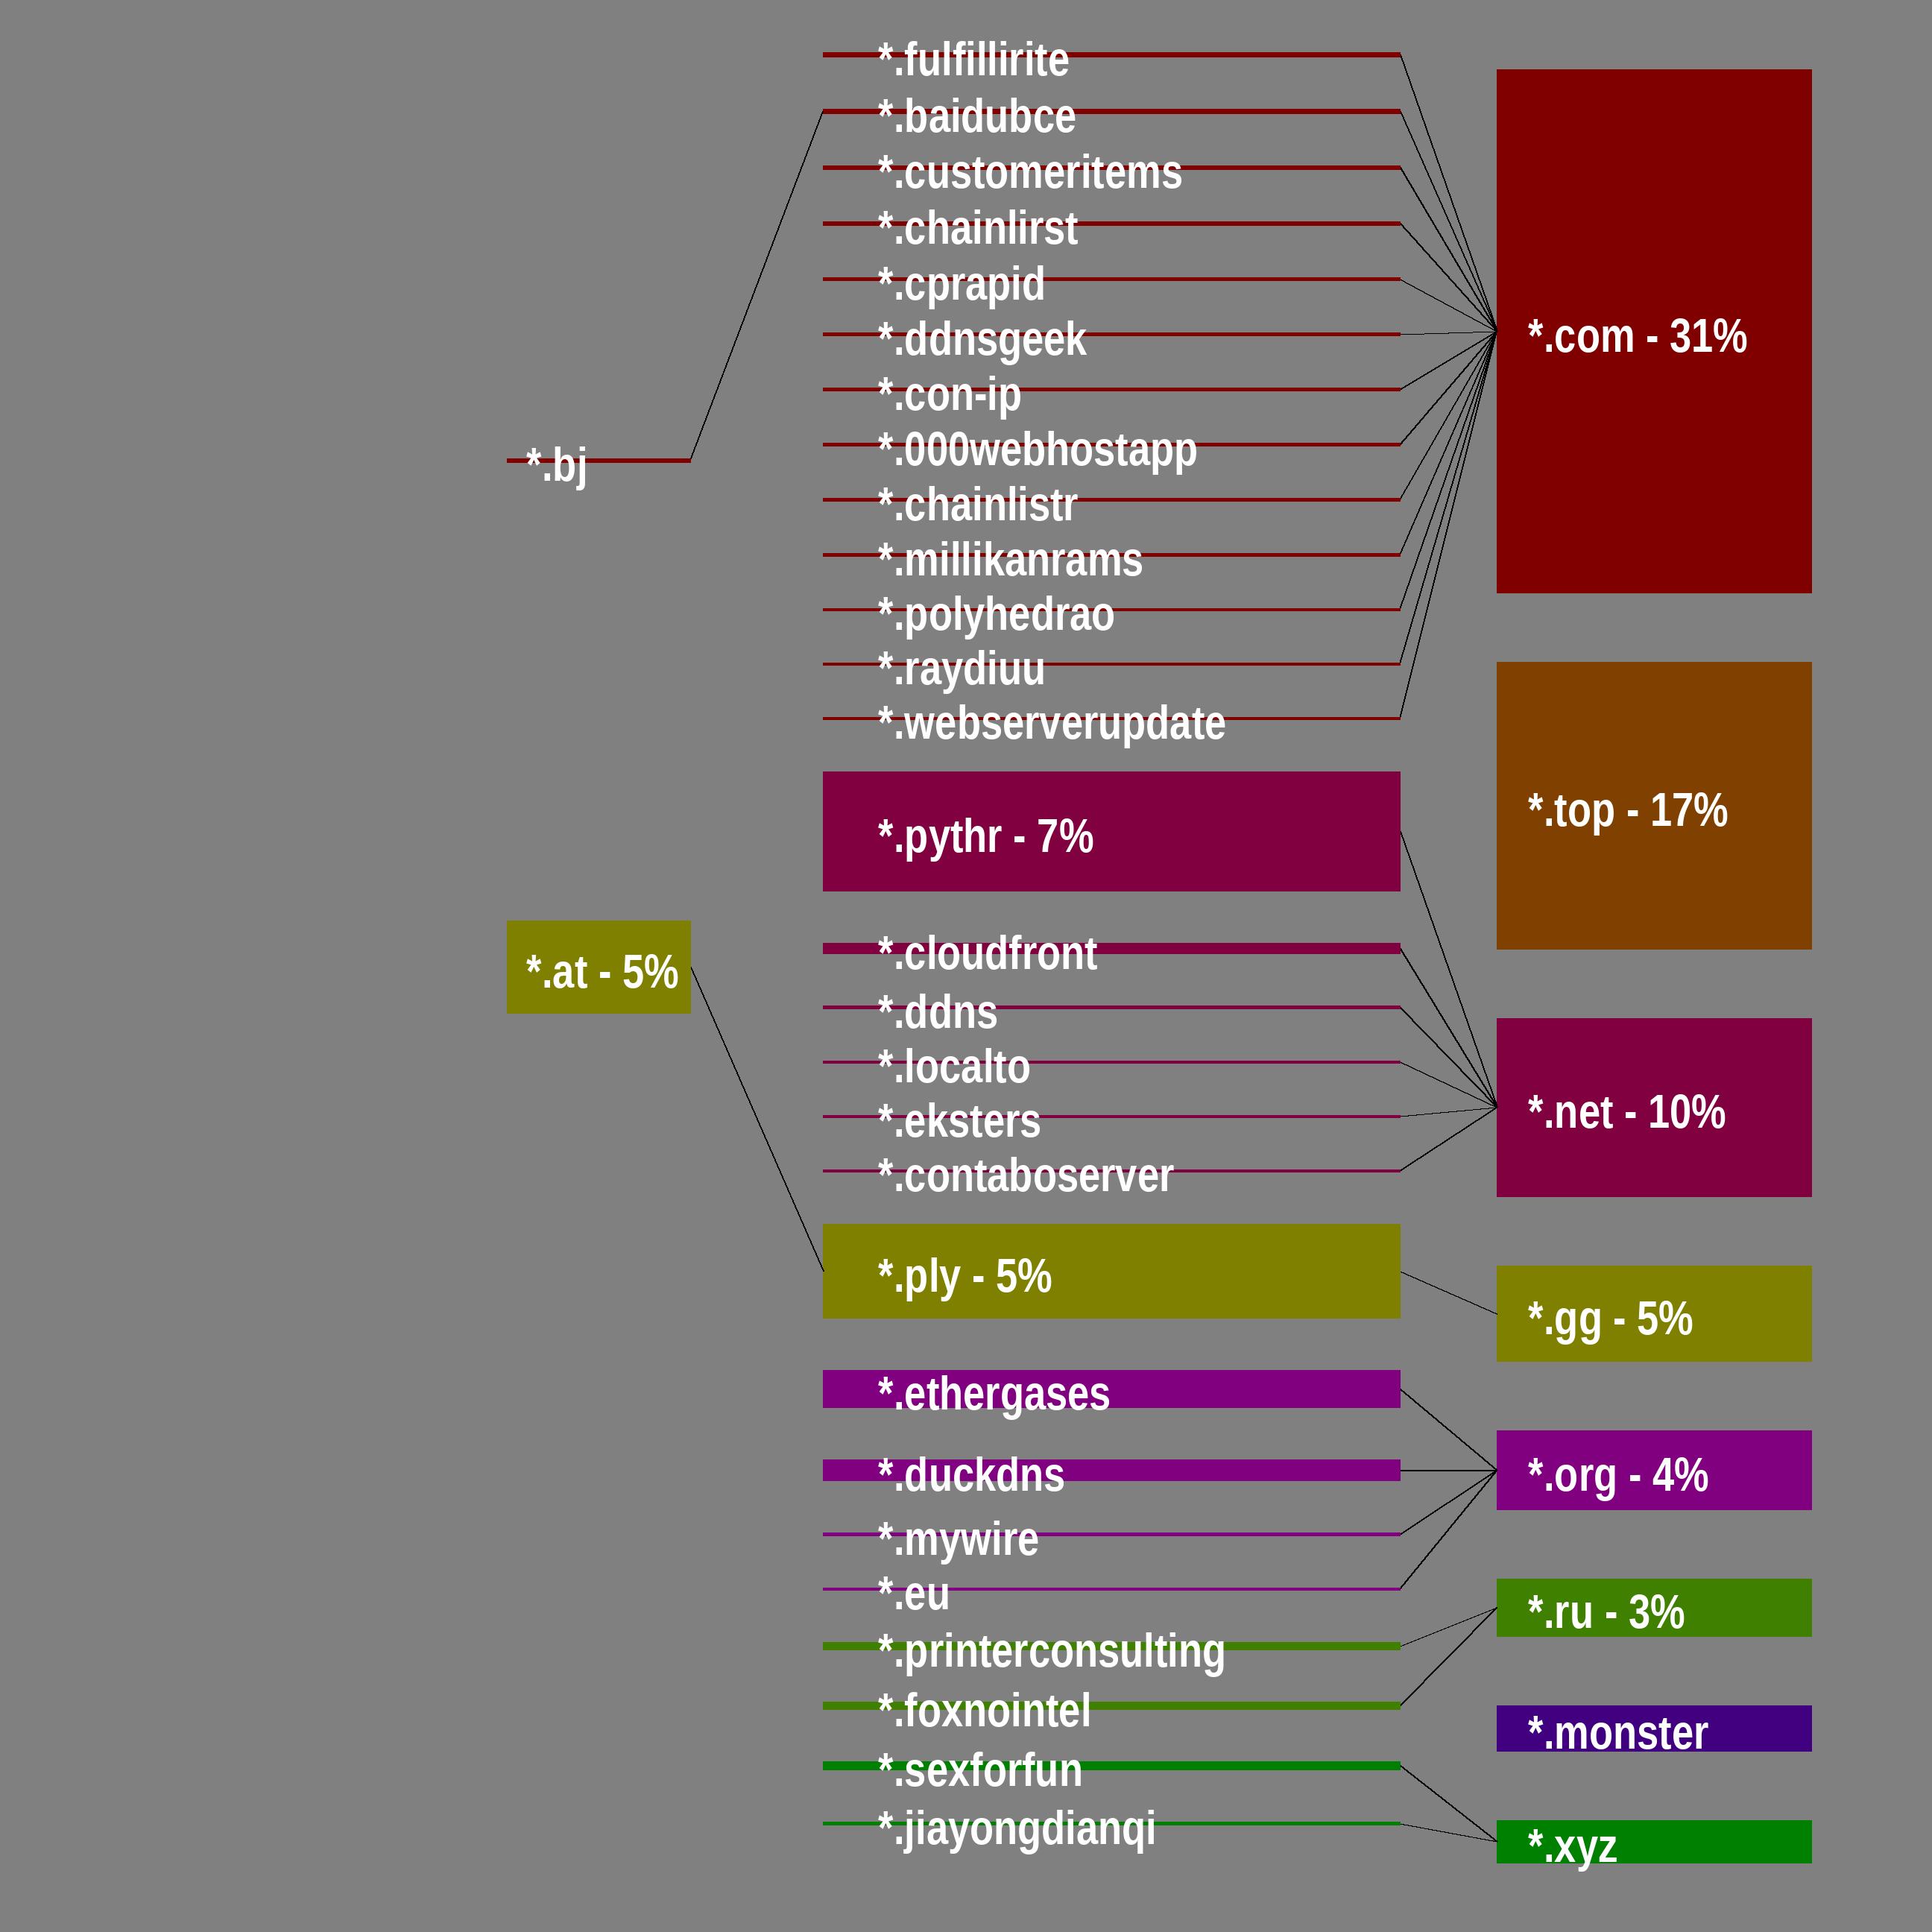 *.fulfillirite
*.baidubce
*.customeritems
*.chainlirst
*.cprapid
*.ddnsgeek
*.com - 31%
*.con-ip
*.000webhostapp
*.bj
*.chainlistr
*.millikanrams
*.polyhedrao
*.raydiuu
*.webserverupdate
*.top - 17%
*.pythr - 7%
*.cloudfront
*.at - 5%
*.ddns
*.localto
*.net - 10%
*.eksters
*.contaboserver
*.ply - 5%
*.gg - 5%
*.ethergases
*.duckdns
*.org - 4%
*.mywire
*.eu
*.ru - 3%
*.printerconsulting
*.foxnointel
*.monster
*.sexforfun
*.jiayongdianqi
*.xyz